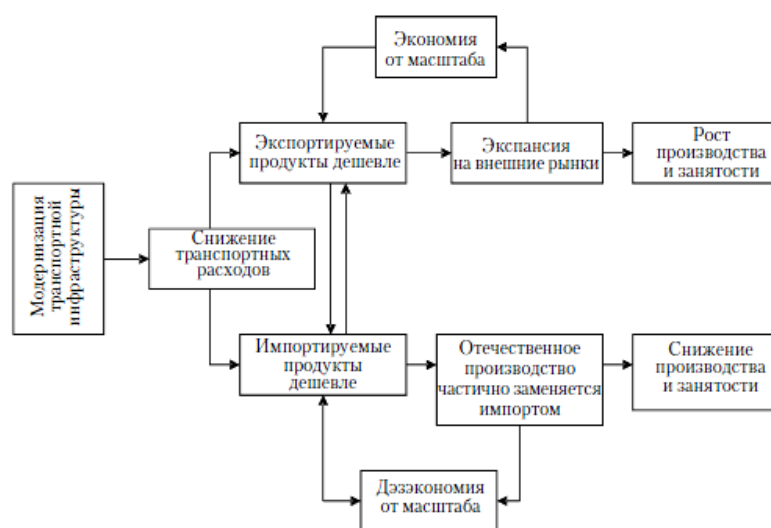 Экономия
от масштаба
Экспортируемые
продукты дешевле
Экспансия
на внешние рынки
Рост
производства
и занятости
Модернизация
транспортной
инфраструктуры
Снижение
транспортных
расходов
Импортируемые
продукты
дешевле
Отечественное
производство
частично заменяется
импортом
Снижение
производства
и занятости
Дэзэкономия
от масштаба